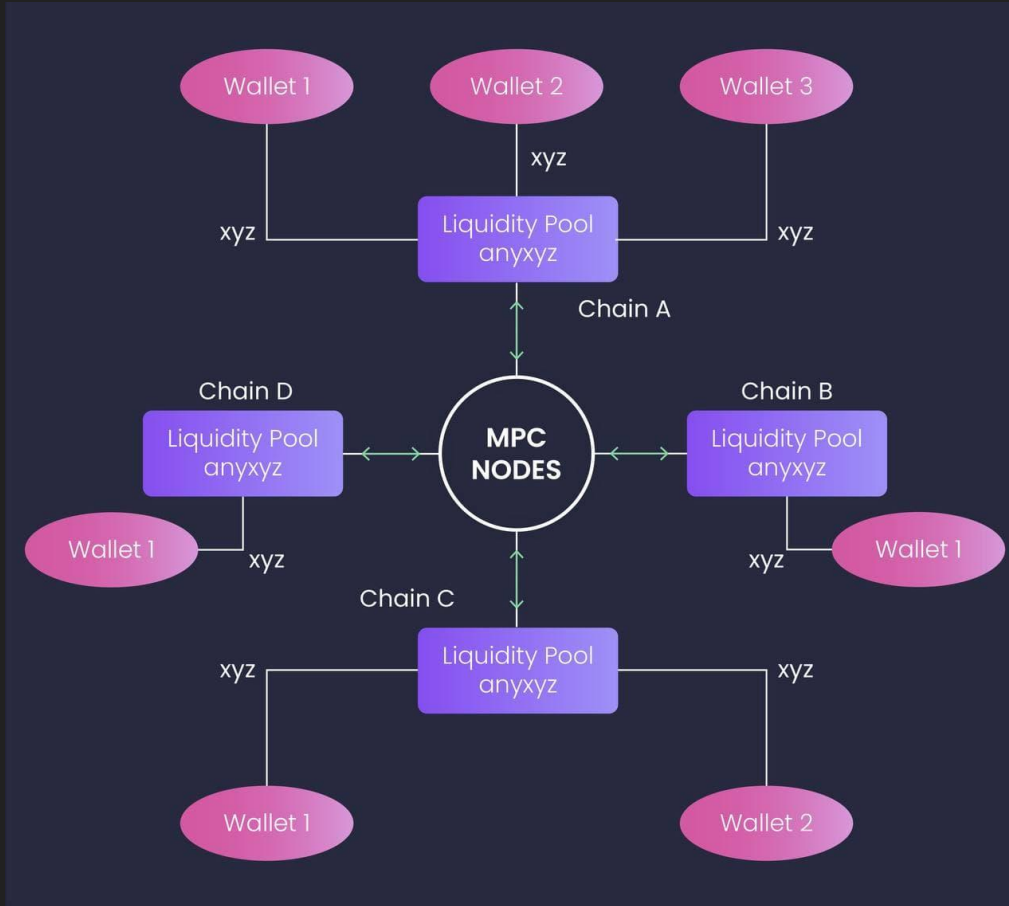 Wallet 1
Wallet 2
Wallet 3
xyz
xyz
Liquidity Pool
anyxyz
xyz
Chain A
Chain D
Liquidity Pool
anyxyz
MPC
NODES
Chain B
Liquidity Pool
anyxyz
Wallet 1
xyz
xyz
Wallet 1
Chain C
xyz
Liquidity Pool
anyxyz
xyz
Wallet 1
Wallet 2